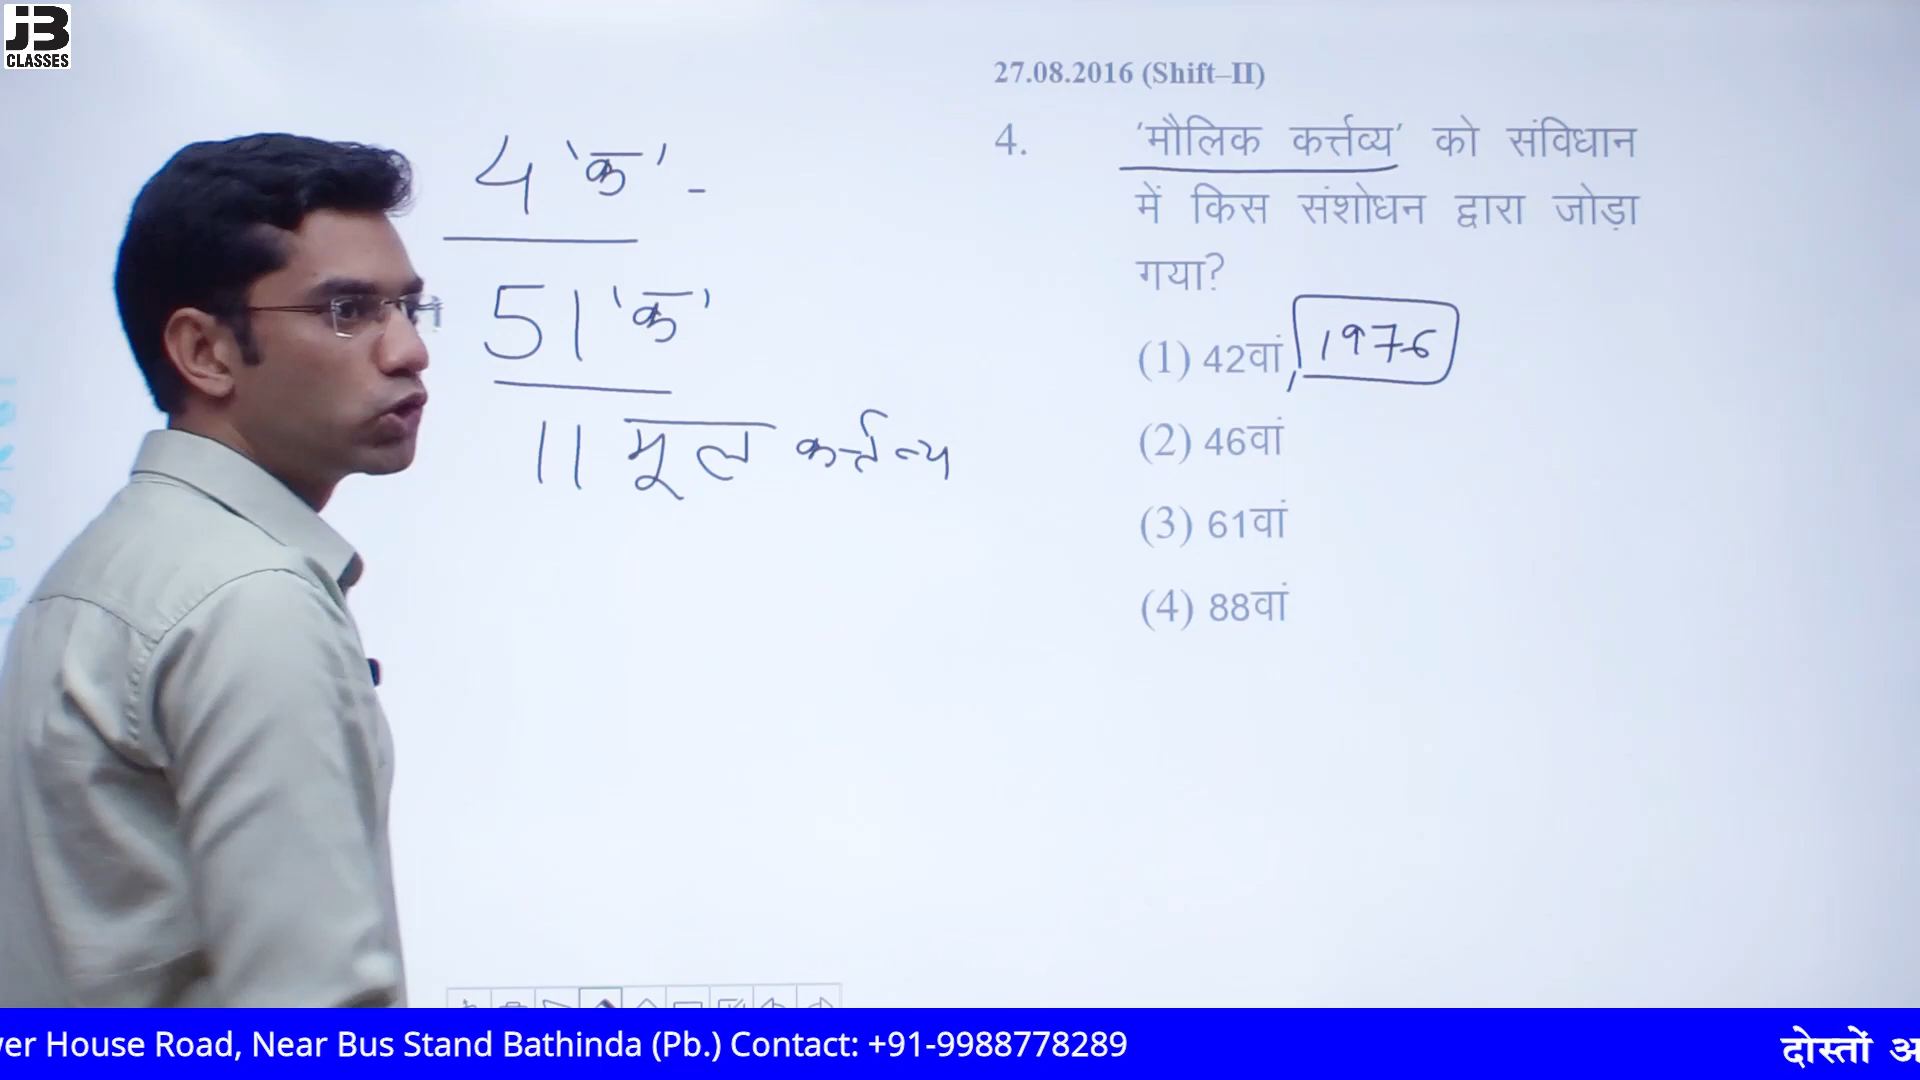 JB
CLASSES
4 'क' -
51 'क'
11 मूल कर्त्तव्य
27.08.2016 (Shift–II)
4. 'मौलिक कर्त्तव्य' को संविधान
में किस संशोधन द्वारा जोड़ा
गया?
(1) 42वां, 1976
(2) 46वां
(3) 61वां
(4) 88वां
er House Road, Near Bus Stand Bathinda (Pb.) Contact: +91-9988778289
दोस्तों अ